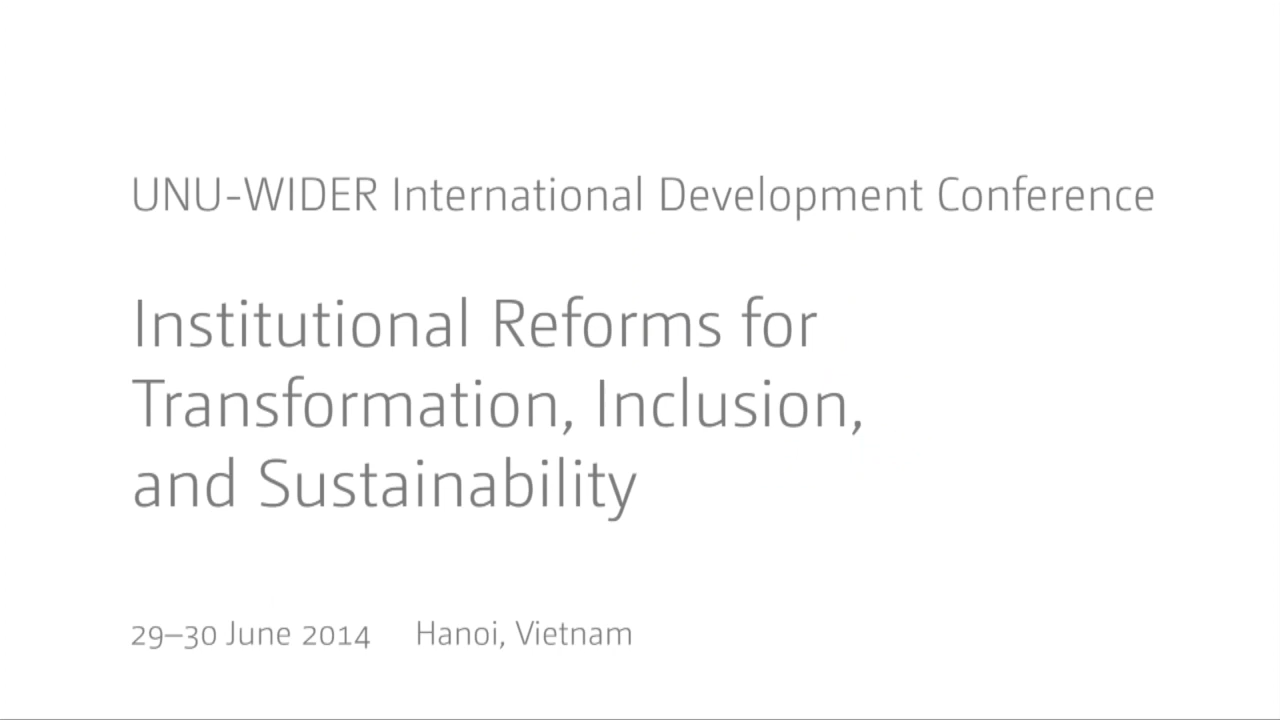 UNU-WIDER International Development Conference
Institutional Reforms for
Transformation, Inclusion,
and Sustainability
29–30 June 2014 Hanoi, Vietnam